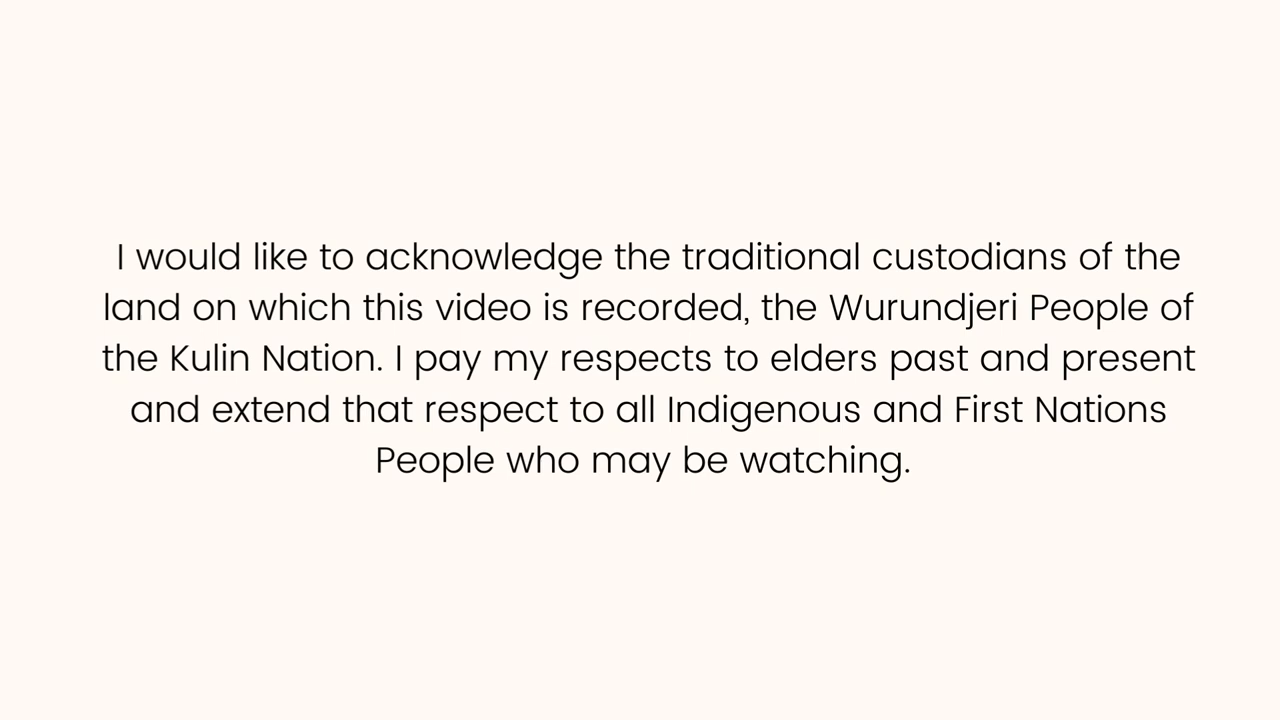 I would like to acknowledge the traditional custodians of the
land on which this video is recorded, the Wurundjeri People of
the Kulin Nation. I pay my respects to elders past and present
and extend that respect to all Indigenous and First Nations
People who may be watching.